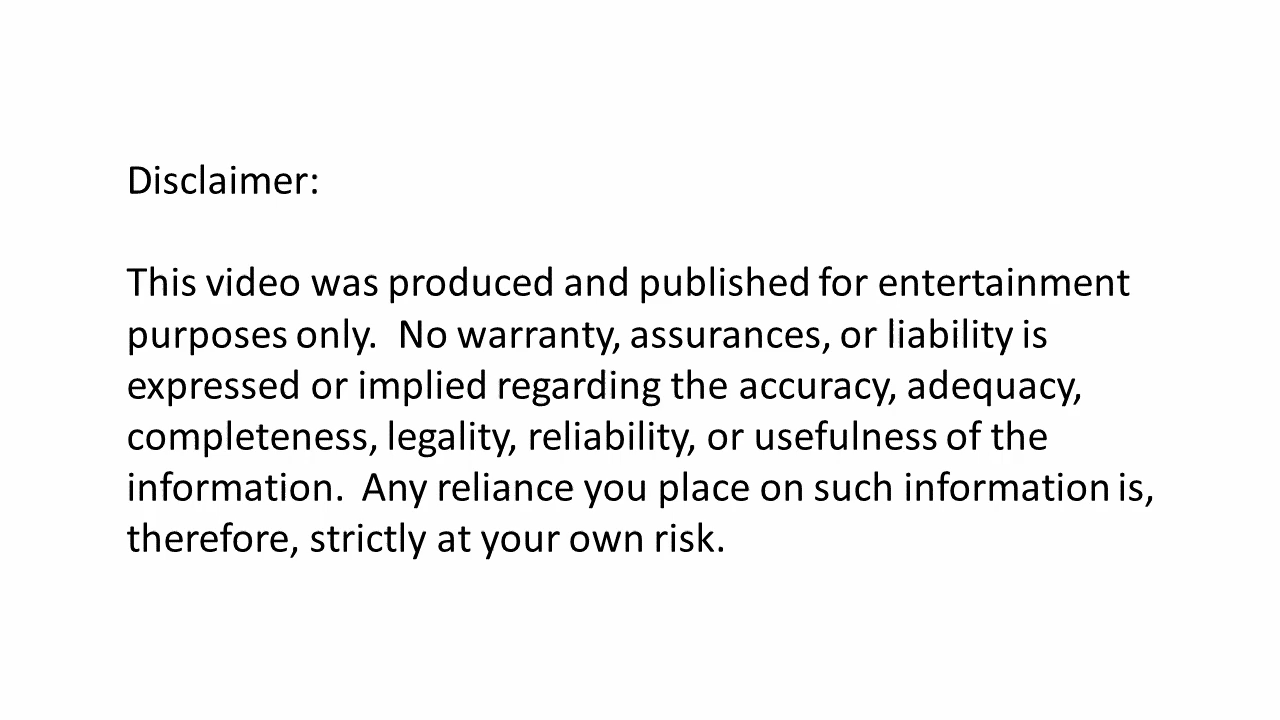 Disclaimer:
This video was produced and published for entertainment
purposes only.  No warranty, assurances, or liability is
expressed or implied regarding the accuracy, adequacy,
completeness, legality, reliability, or usefulness of the
information.  Any reliance you place on such information is,
therefore, strictly at your own risk.